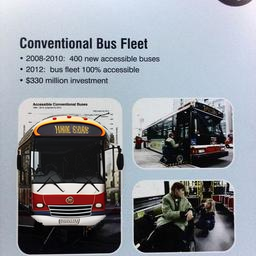 Conventional Bus Fleet
• 2008-2010: 400 new accessible buses
• 2012: bus fleet 100% accessible
• $330 million investment
Accessible Conventional Buses